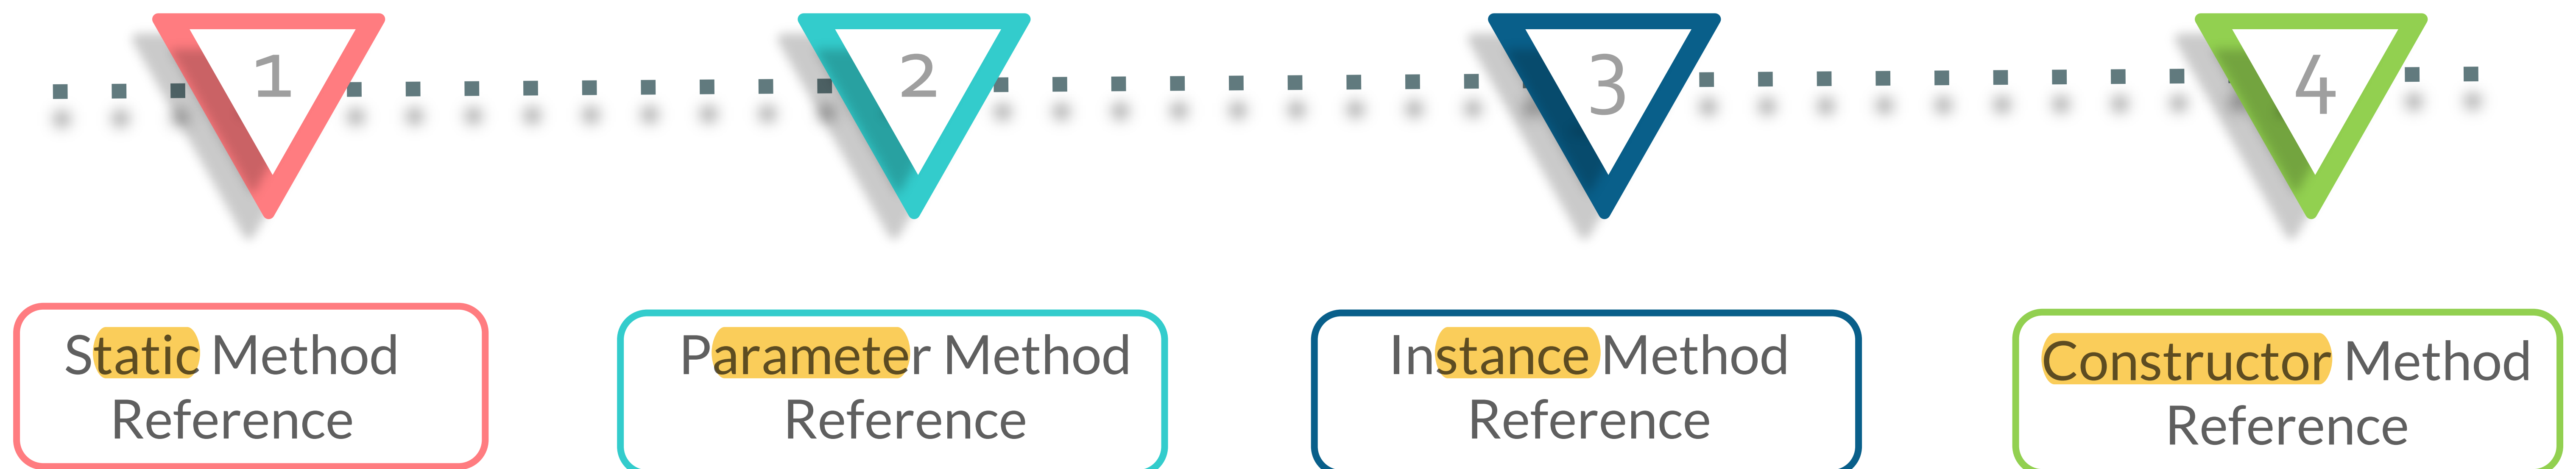 1
2
3
4
Static Method
Reference
Parameter Method
Reference
Instance Method
Reference
Constructor Method
Reference